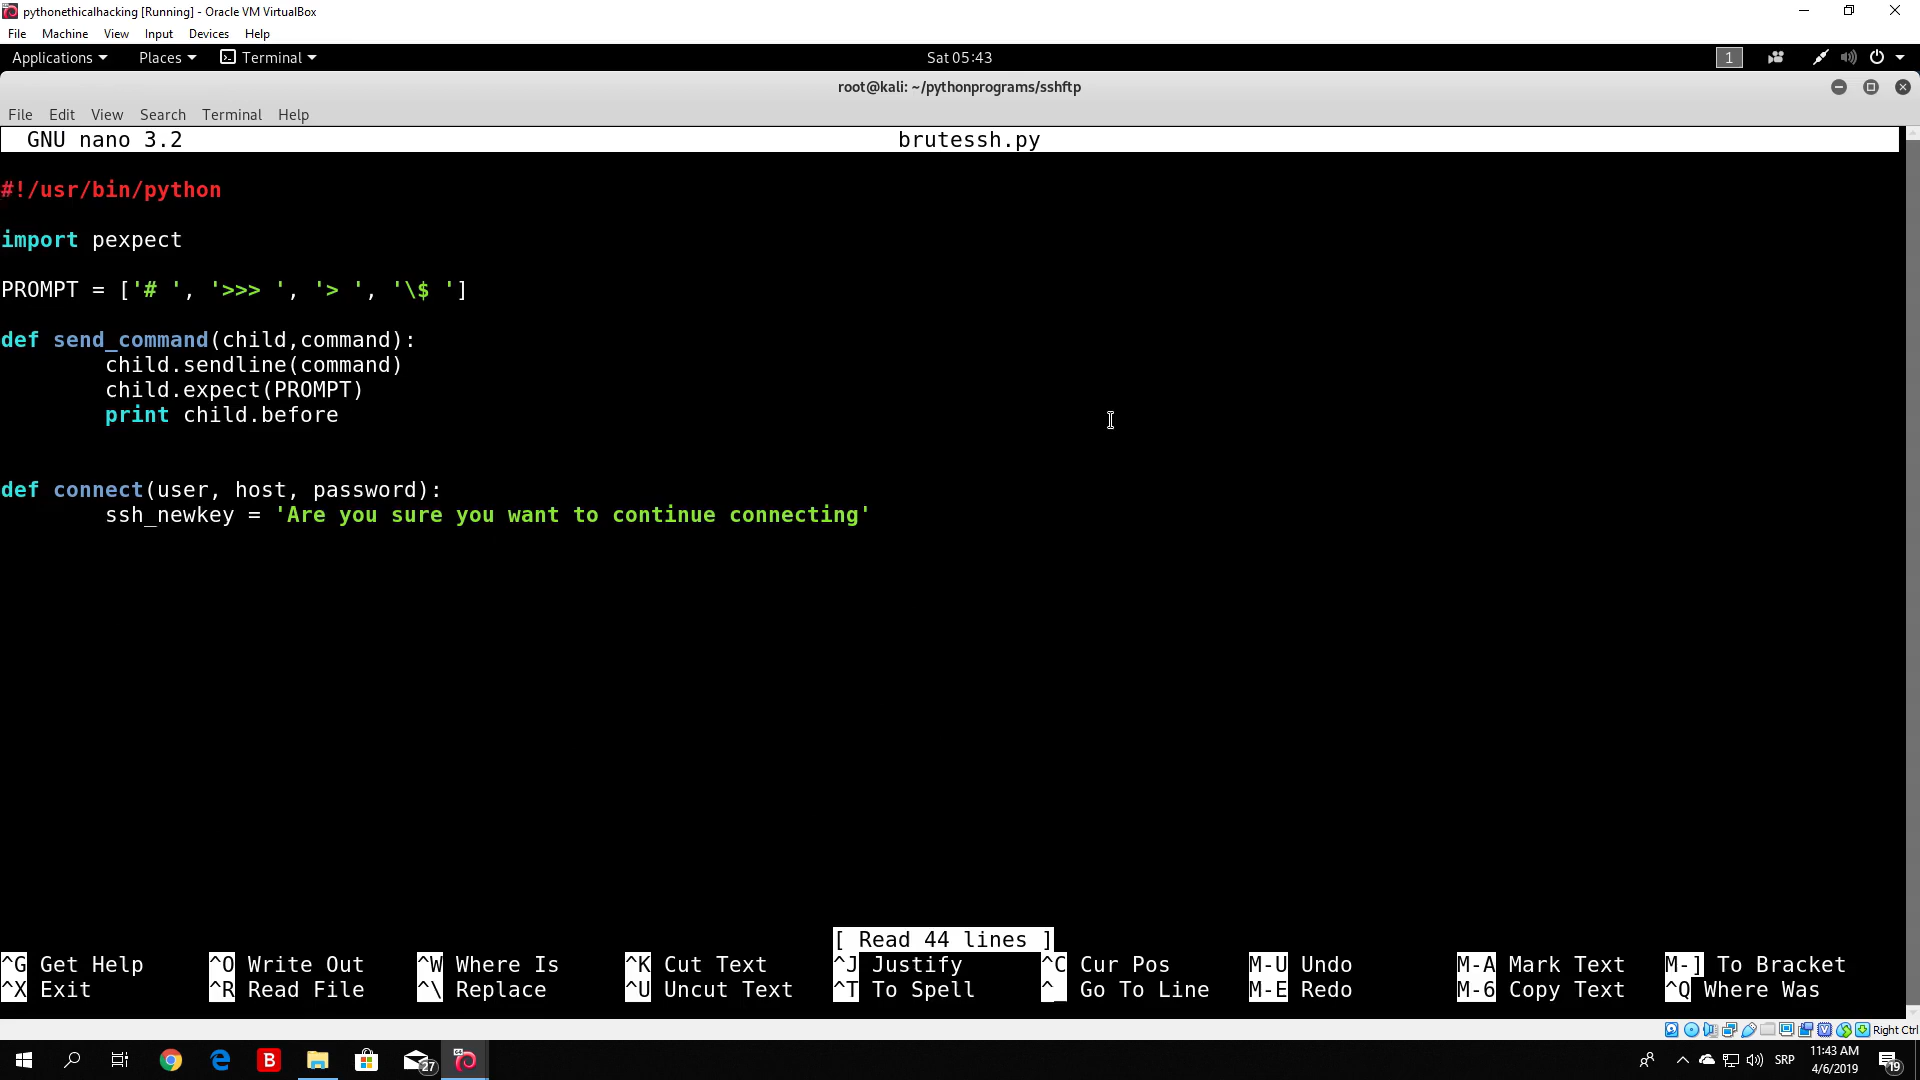 pythonethicalhacking [Running] - Oracle VM VirtualBox
File Machine View Input Devices Help
Applications Places Terminal Sat 05:43 1
root@kali: ~/pythonprograms/sshftp
File Edit View Search Terminal Help
GNU nano 3.2 brutessh.py
#!/usr/bin/python
import pexpect
PROMPT = ['# ', '>>> ', '> ', '\$ ']
def send_command(child,command):
child.sendline(command)
child.expect(PROMPT)
print child.before
def connect(user, host, password):
ssh_newkey = 'Are you sure you want to continue connecting'
[ Read 44 lines ]
^G Get Help ^O Write Out ^W Where Is ^K Cut Text ^J Justify ^C Cur Pos M-U Undo M-A Mark Text M-] To Bracket
^X Exit ^R Read File ^\ Replace ^U Uncut Text ^T To Spell ^_ Go To Line M-E Redo M-6 Copy Text ^Q Where Was
Right Ctrl
B 27 64 SRP 11:43 AM 19
4/6/2019